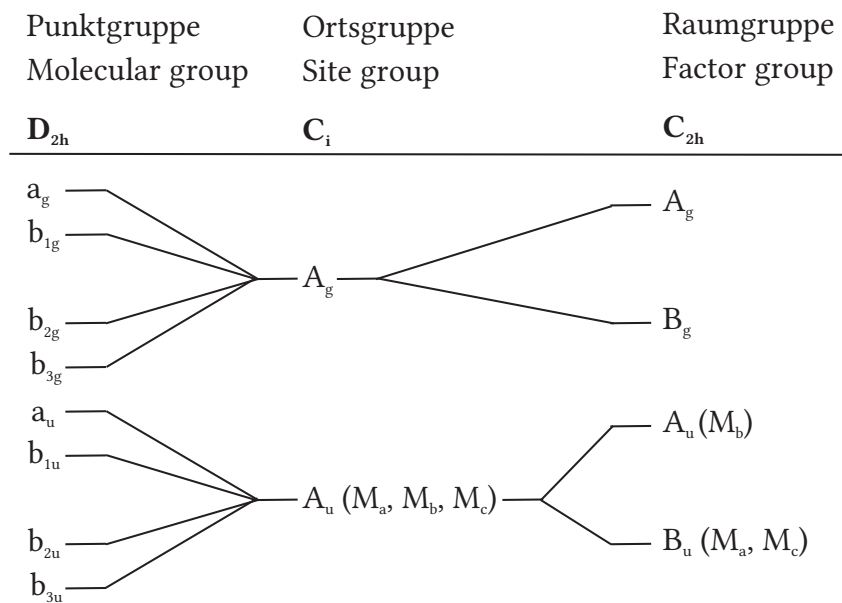 Punktgruppe Ortsgruppe Raumgruppe
Molecular group Site group Factor group
D2h Ci C2h
ag
Ag
b1g
Ag
b2g
Bg
b3g
au
Au (Mb)
b1u
Au (Ma, Mb, Mc)
b2u
Bu (Ma, Mc)
b3u